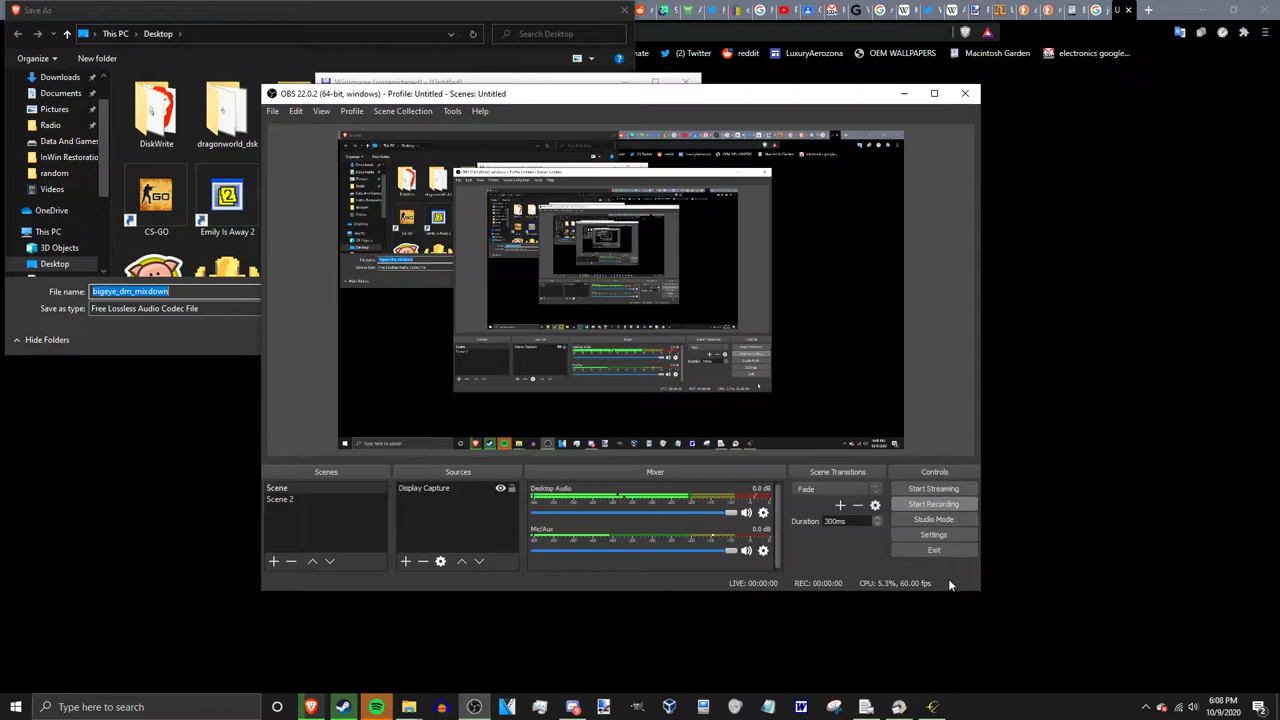 Save As
This PC > Desktop >
Search Desktop
nate
(2) Twitter
reddit
LuxuryAerozona
OEM WALLPERS
Macintosh Garden
electronics google...
Organize
New folder
Downloads
Documents
Pictures
Radio
Data And Games
InWin Restoratio
random
Videos
OneDrive
This PC
3D Objects
Desktop
DiskWrite
dragonworld_dsk
CS-GO
Emily Is Away 2
File name: bigeye_dm_mixdown
Save as type: Free Lossless Audio Codec File
Hide Folders
OBS 22.0.2 (64-bit, windows) - Profile: Untitled - Scenes: Untitled
File Edit View Profile Scene Collection Tools Help
Scenes
Scene
Scene 2
Sources
Display Capture
Mixer
Desktop Audio 0.0 dB
Mic/Aux 0.0 dB
Scene Transitions
Fade
Duration 300ms
Controls
Start Streaming
Start Recording
Studio Mode
Settings
Exit
LIVE: 00:00:00 REC: 00:00:00 CPU: 5.3%, 60.00 fps
Type here to search
6:08 PM
10/9/2020